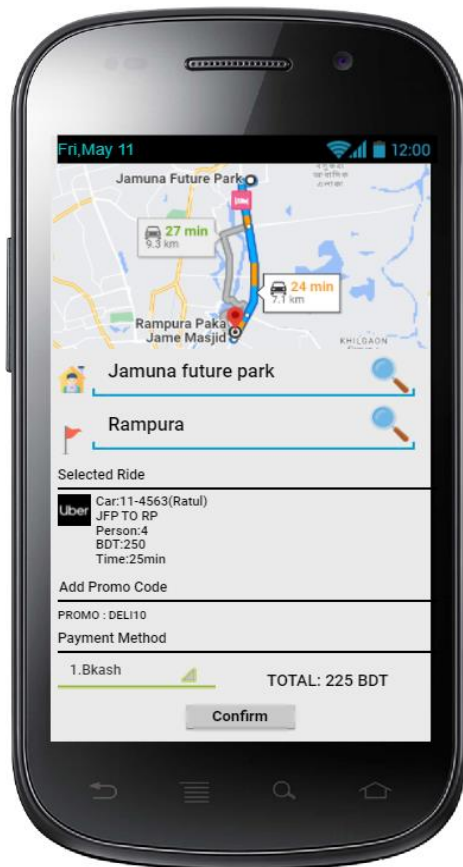 Fri,May 11 12:00
Jamuna Future Park
27 min
9.3 km
24 min
7.1 km
Rampura Paka
Jame Masjid
KHILGAON
Jamuna future park
Rampura
Selected Ride
Uber
Car:11-4563(Ratul)
JFP TO RP
Person:4
BDT:250
Time:25min
Add Promo Code
PROMO : DELI10
Payment Method
1.Bkash
TOTAL: 225 BDT
Confirm